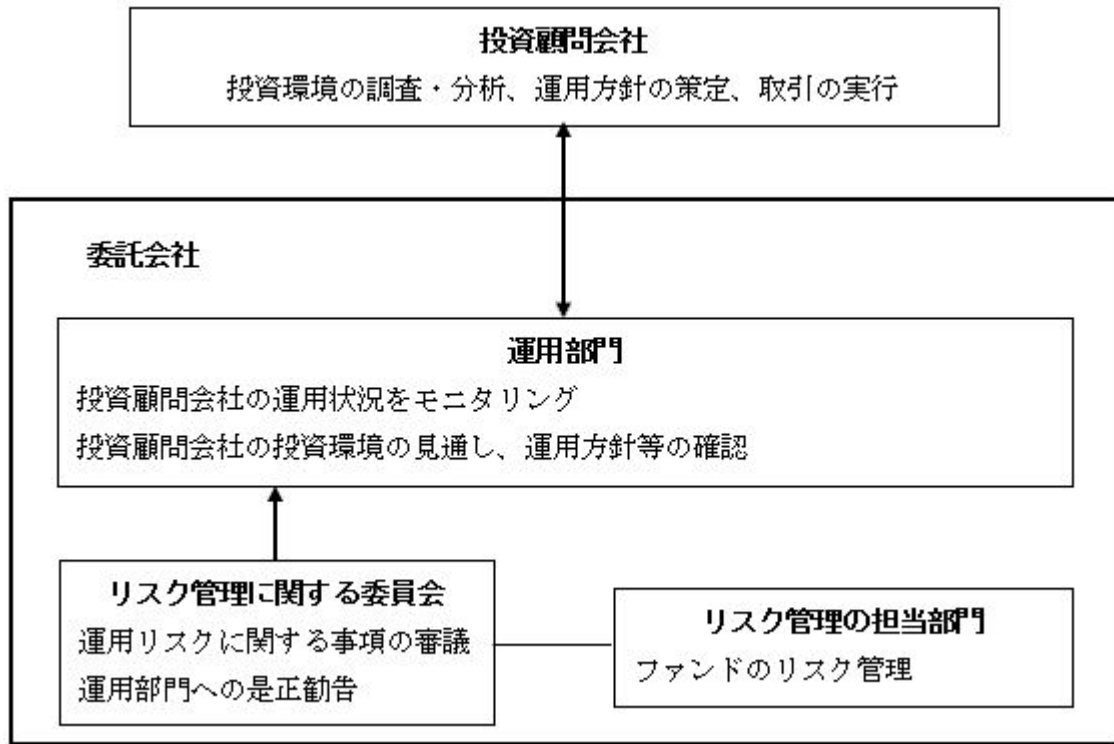 投資顧問会社
投資環境の調査・分析、運用方針の策定、取引の実行
委託会社
運用部門
投資顧問会社の運用状況をモニタリング
投資顧問会社の投資環境の見通し、運用方針等の確認
リスク管理に関する委員会
運用リスクに関する事項の審議
運用部門への是正勧告
リスク管理の担当部門
ファンドのリスク管理